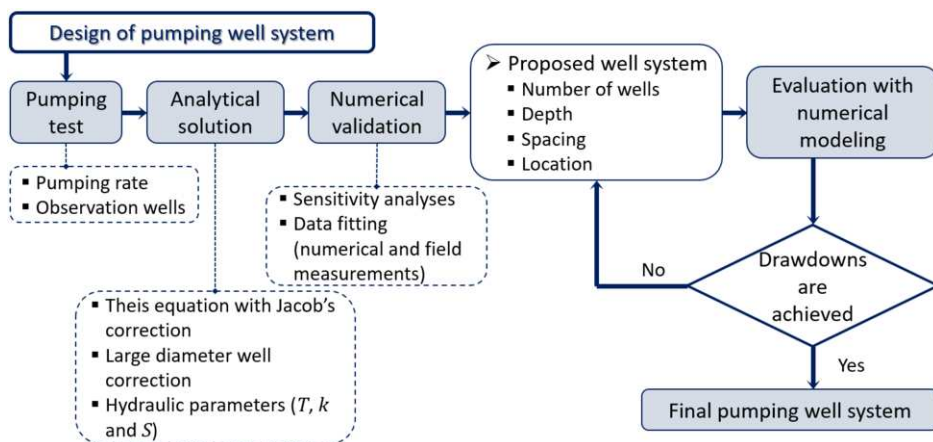 Design of pumping well system
Pumping
test
Analytical
solution
Numerical
validation
➢ Proposed well system
▪ Number of wells
▪ Depth
▪ Spacing
▪ Location
Evaluation with
numerical
modeling
▪ Pumping rate
▪ Observation wells
▪ Sensitivity analyses
▪ Data fitting
(numerical and field
measurements)
▪ Theis equation with Jacob's
correction
▪ Large diameter well
correction
▪ Hydraulic parameters (T, k
and S)
No
Drawdowns
are
achieved
Yes
Final pumping well system